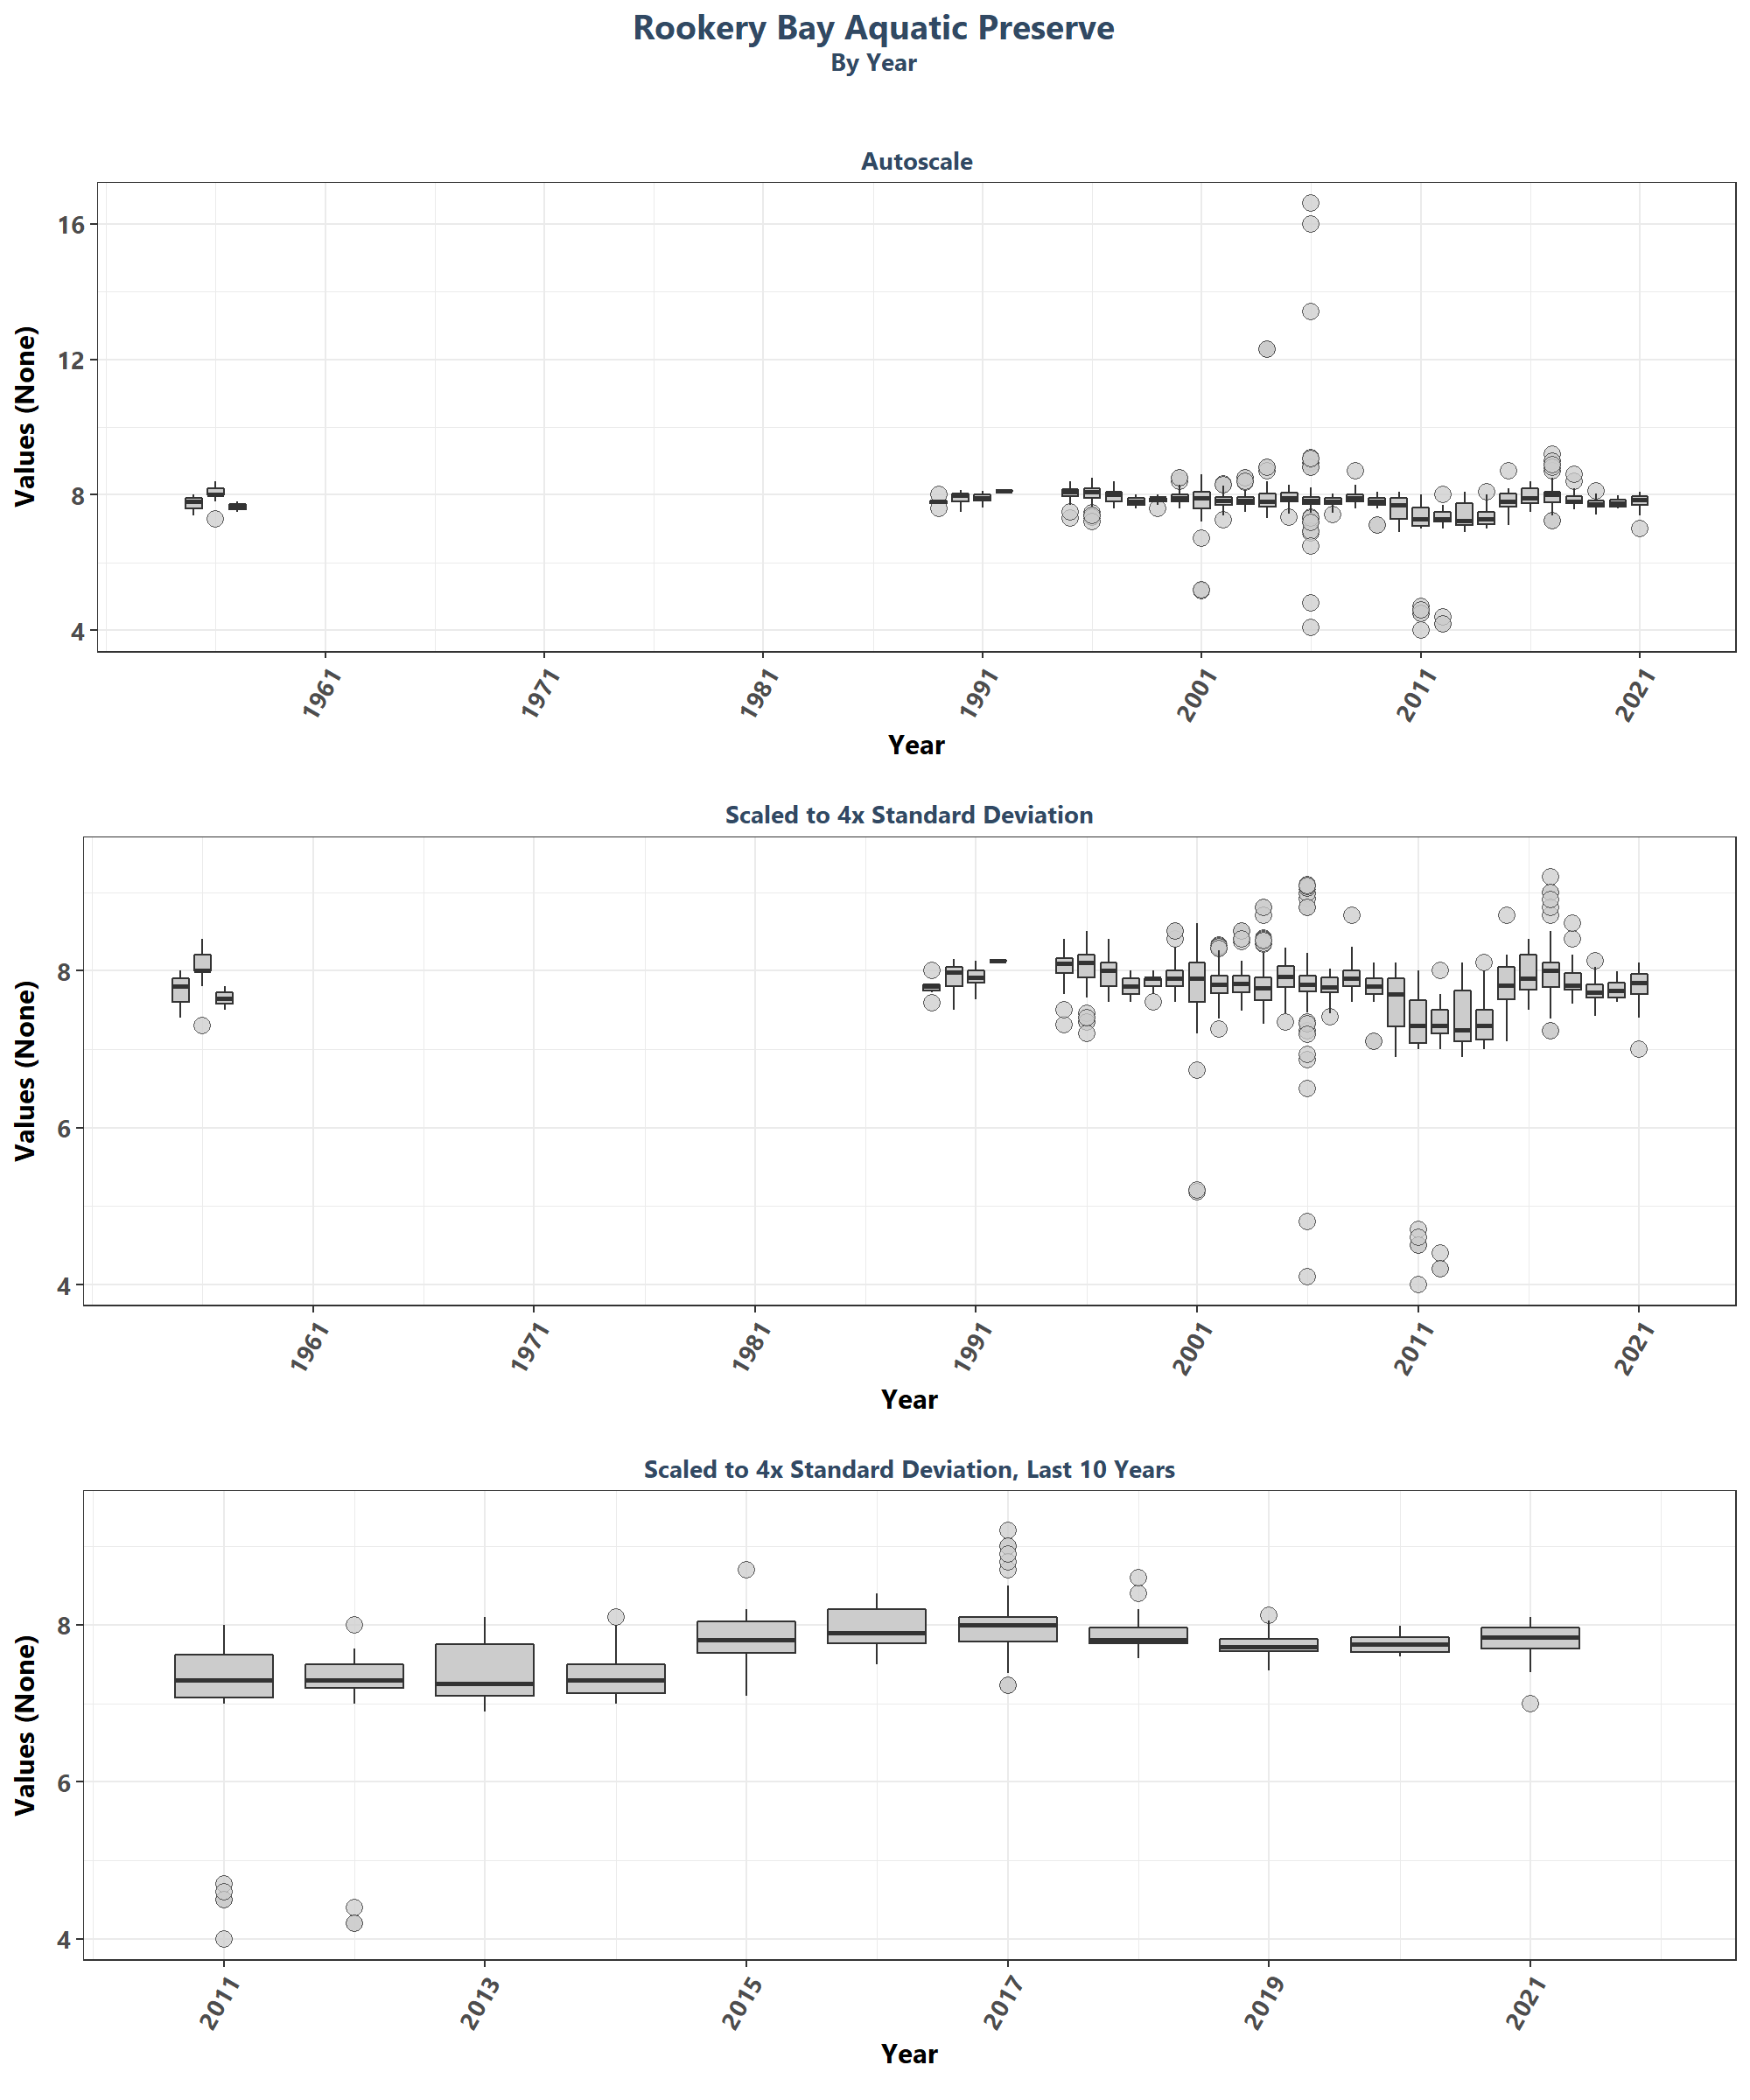 Rookery Bay Aquatic Preserve
By Year
Autoscale
Values (None)
16
12
8
4
1961
1971
1981
1991
2001
2011
2021
Year
Scaled to 4x Standard Deviation
Values (None)
8
6
4
1961
1971
1981
1991
2001
2011
2021
Year
Scaled to 4x Standard Deviation, Last 10 Years
Values (None)
8
6
4
2011
2013
2015
2017
2019
2021
Year